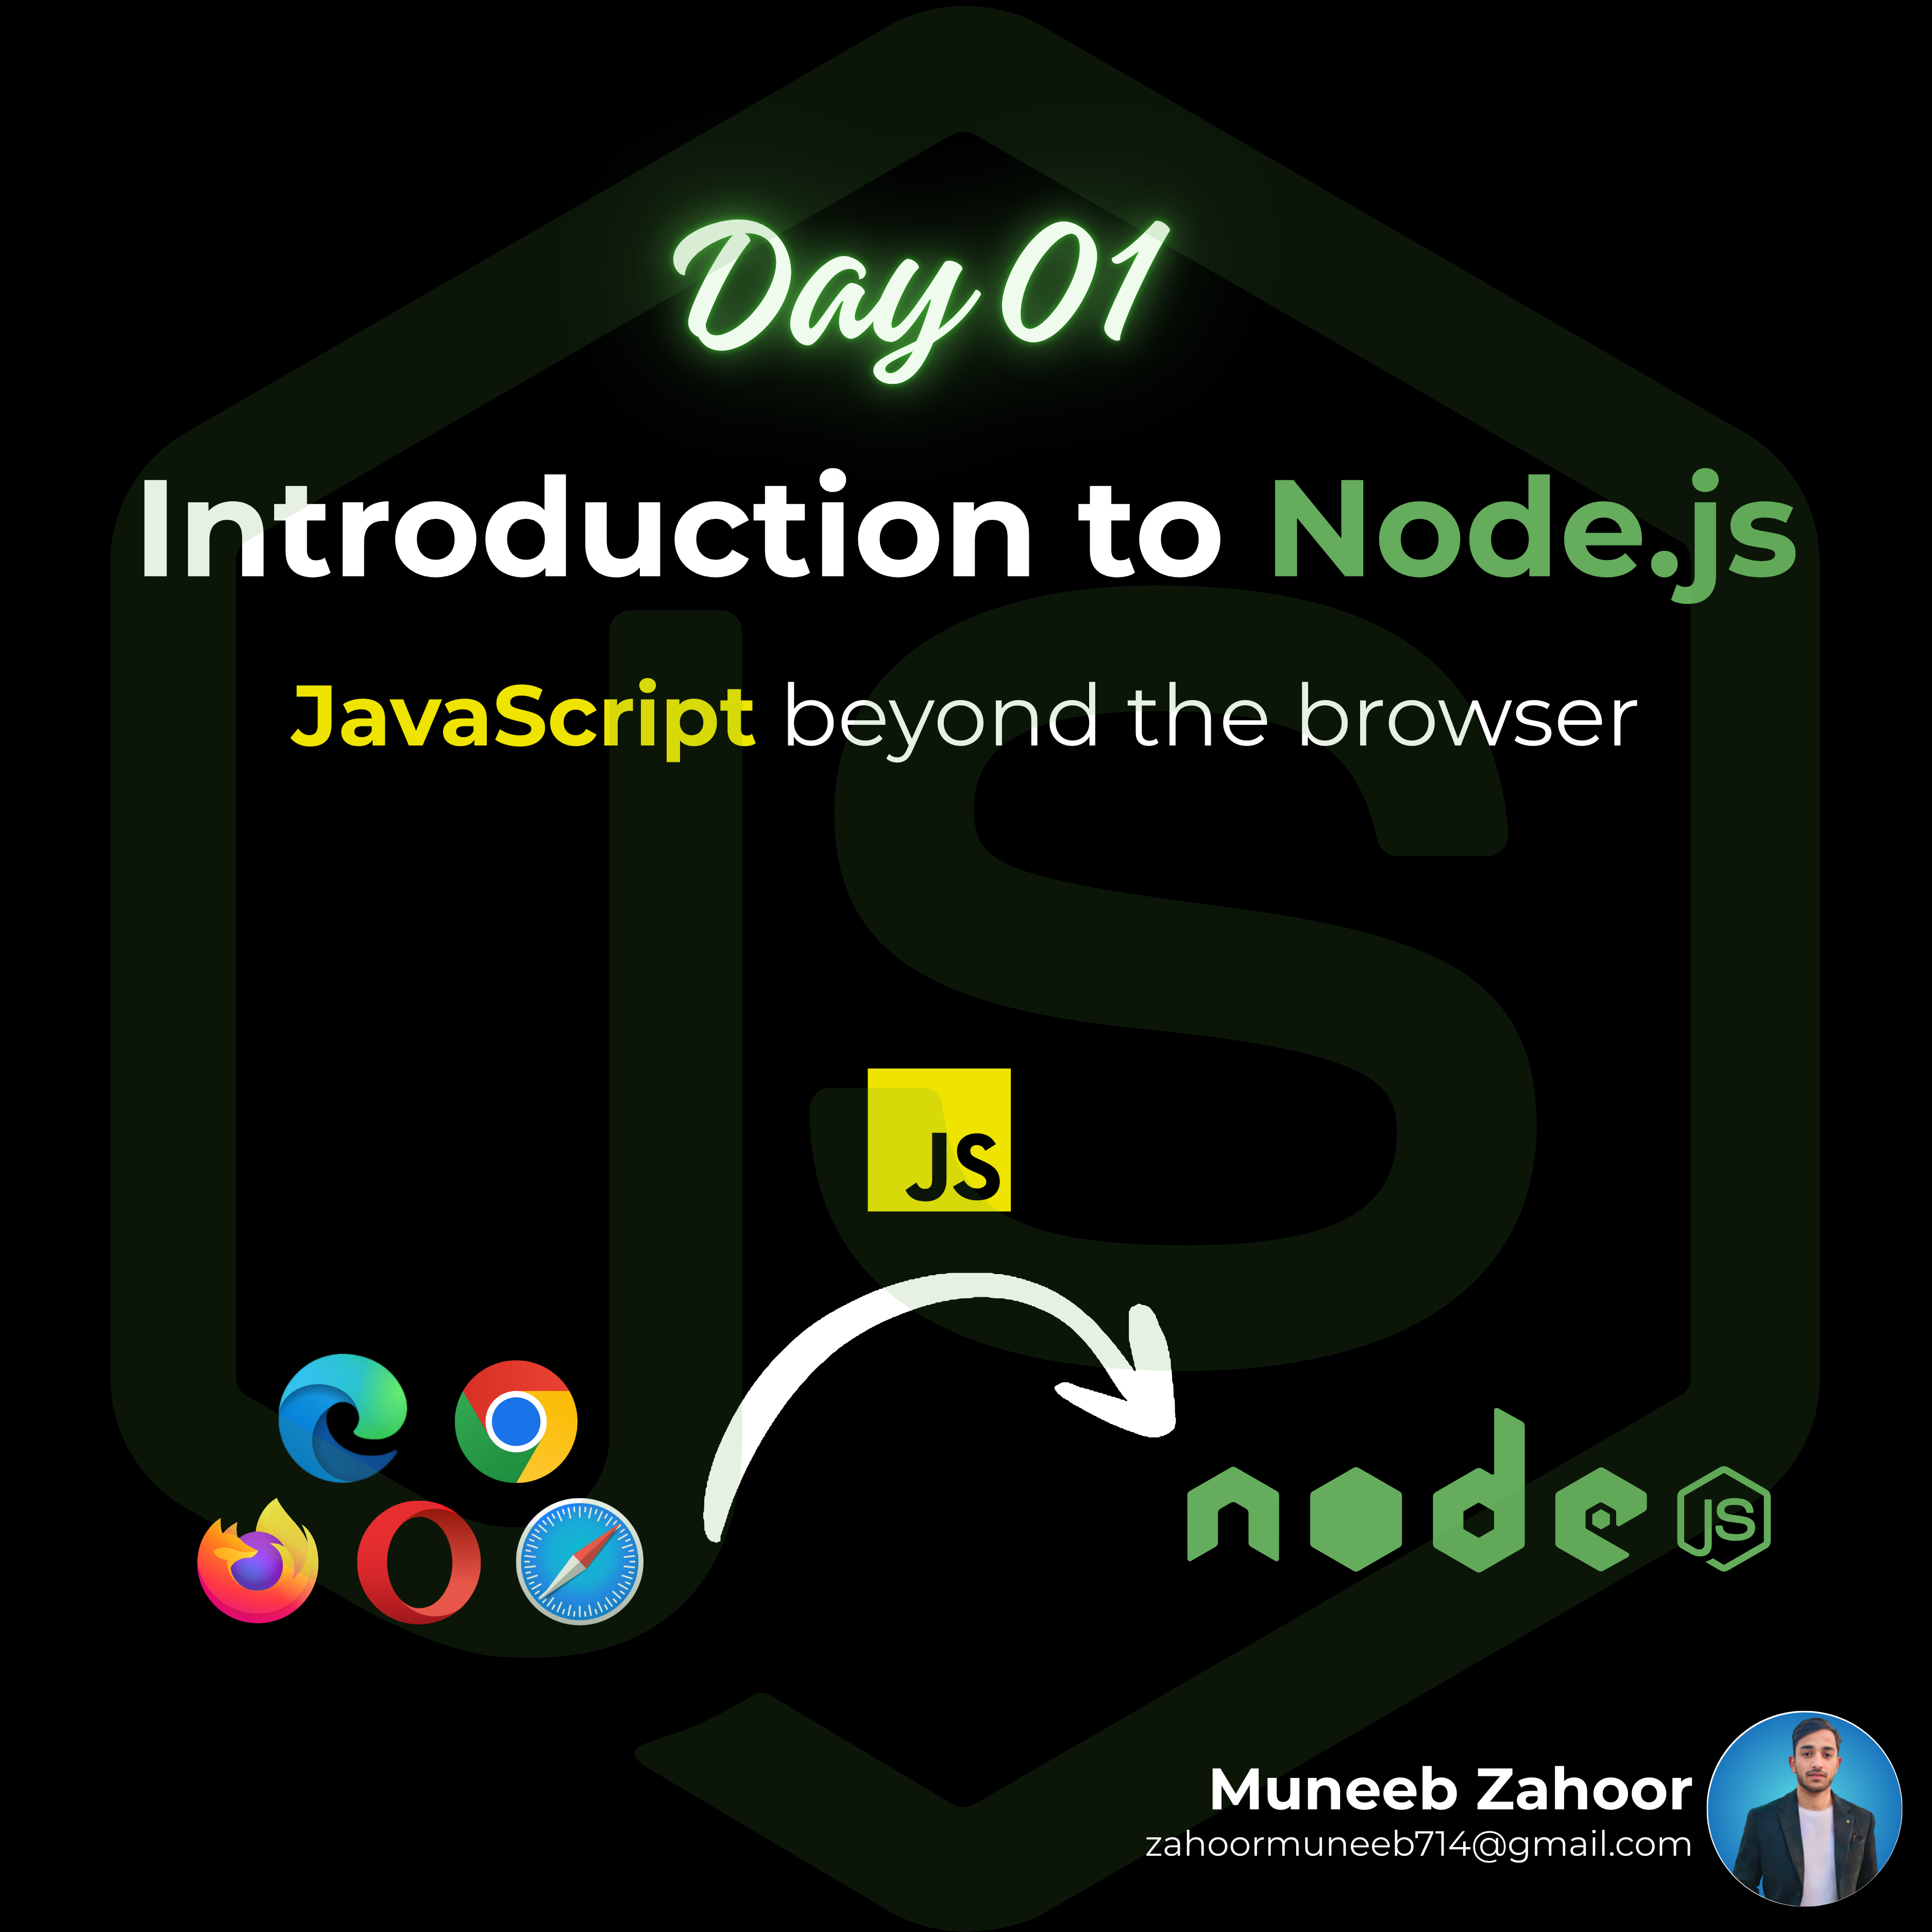 Day 01
Introduction to Node.js
JavaScript beyond the browser
JS
node JS
Muneeb Zahoor
zahoormuneeb714@gmail.com